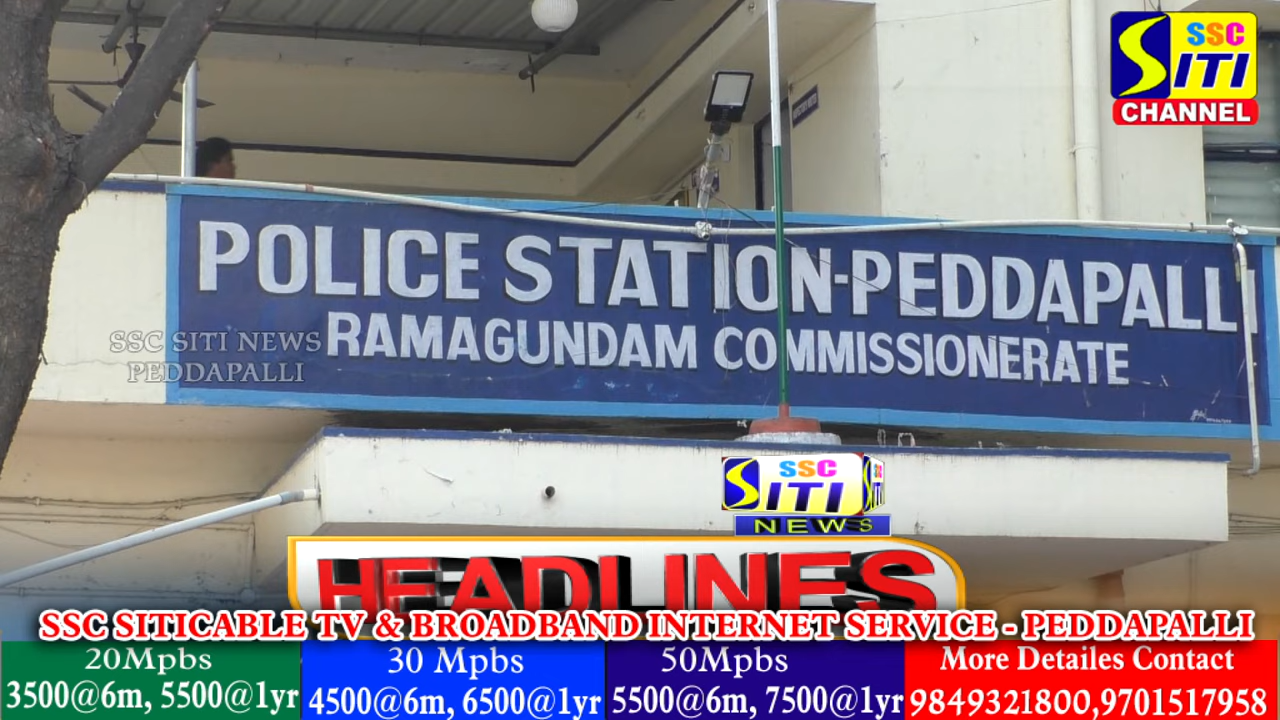 SSC
SITI
CHANNEL
POLICE STATION-PEDDAPALLI
RAMAGUNDAM COMMISSIONERATE
SSC SITI NEWS
PEDDAPALLI
SSC
SITI
NEWS
HEADLINES
SSC SITICABLE TV & BROADBAND INTERNET SERVICE - PEDDAPALLI
20Mpbs
3500@6m, 5500@1yr
30 Mpbs
4500@6m, 6500@1yr
50Mpbs
5500@6m, 7500@1yr
More Detailes Contact
9849321800,9701517958